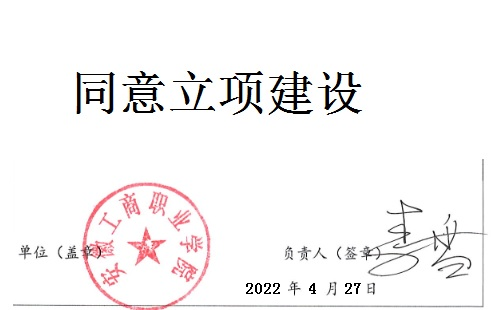 同意立项建设
安徽工商职业学院
单位（盖章）
负责人（签章）
2022 年 4 月 27日